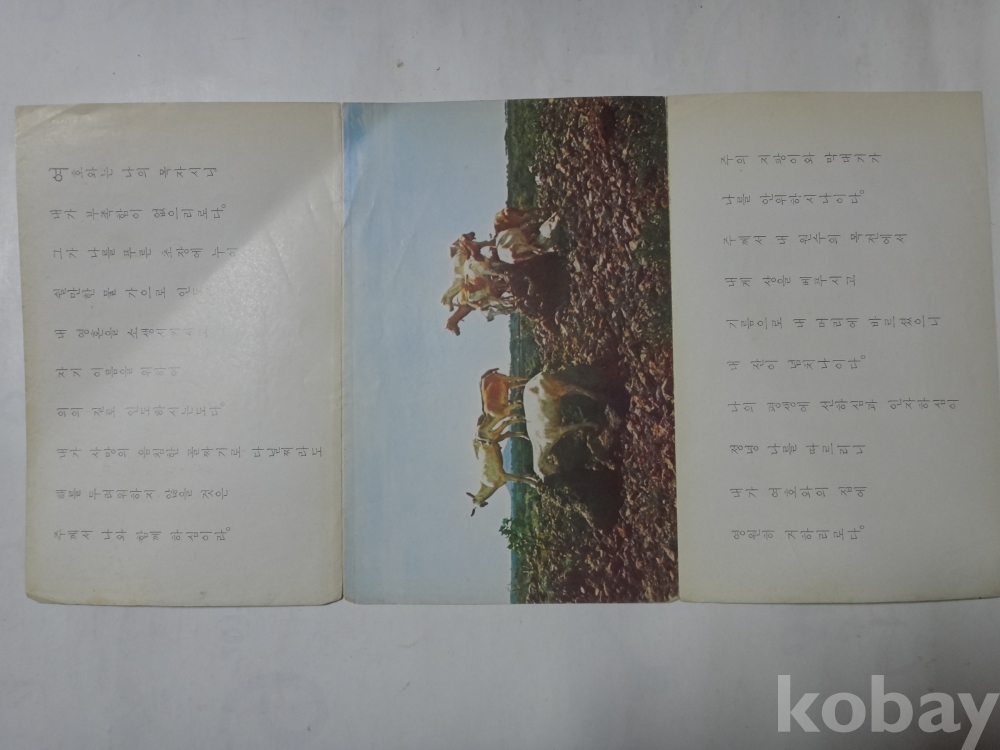 여호와는 나의 목자시니
내가 부족함이 없으리로다。
그가 나를 푸른 초장에 누이
쉴만한 물 가으로 인
내 영혼을 소생시키시고
자기 이름을 위하여
의의 길로 인도하시는도다。
내가 사망의 음침한 골짜기로 다닐찌라도
해를 두려워하지 않을 것은
주께서 나와 함께 하심이라。
주의 지팡이와 막대기가
나를 안위하시나이다。
주께서 내 원수의 목전에서
내게 상을 베푸시고
기름으로 내 머리에 바르셨으니
내 잔이 넘치나이다。
나의 평생에 선하심과 인자하심이
정녕 나를 따르리니
내가 여호와의 집에
영원히 거하리로다。
kobay